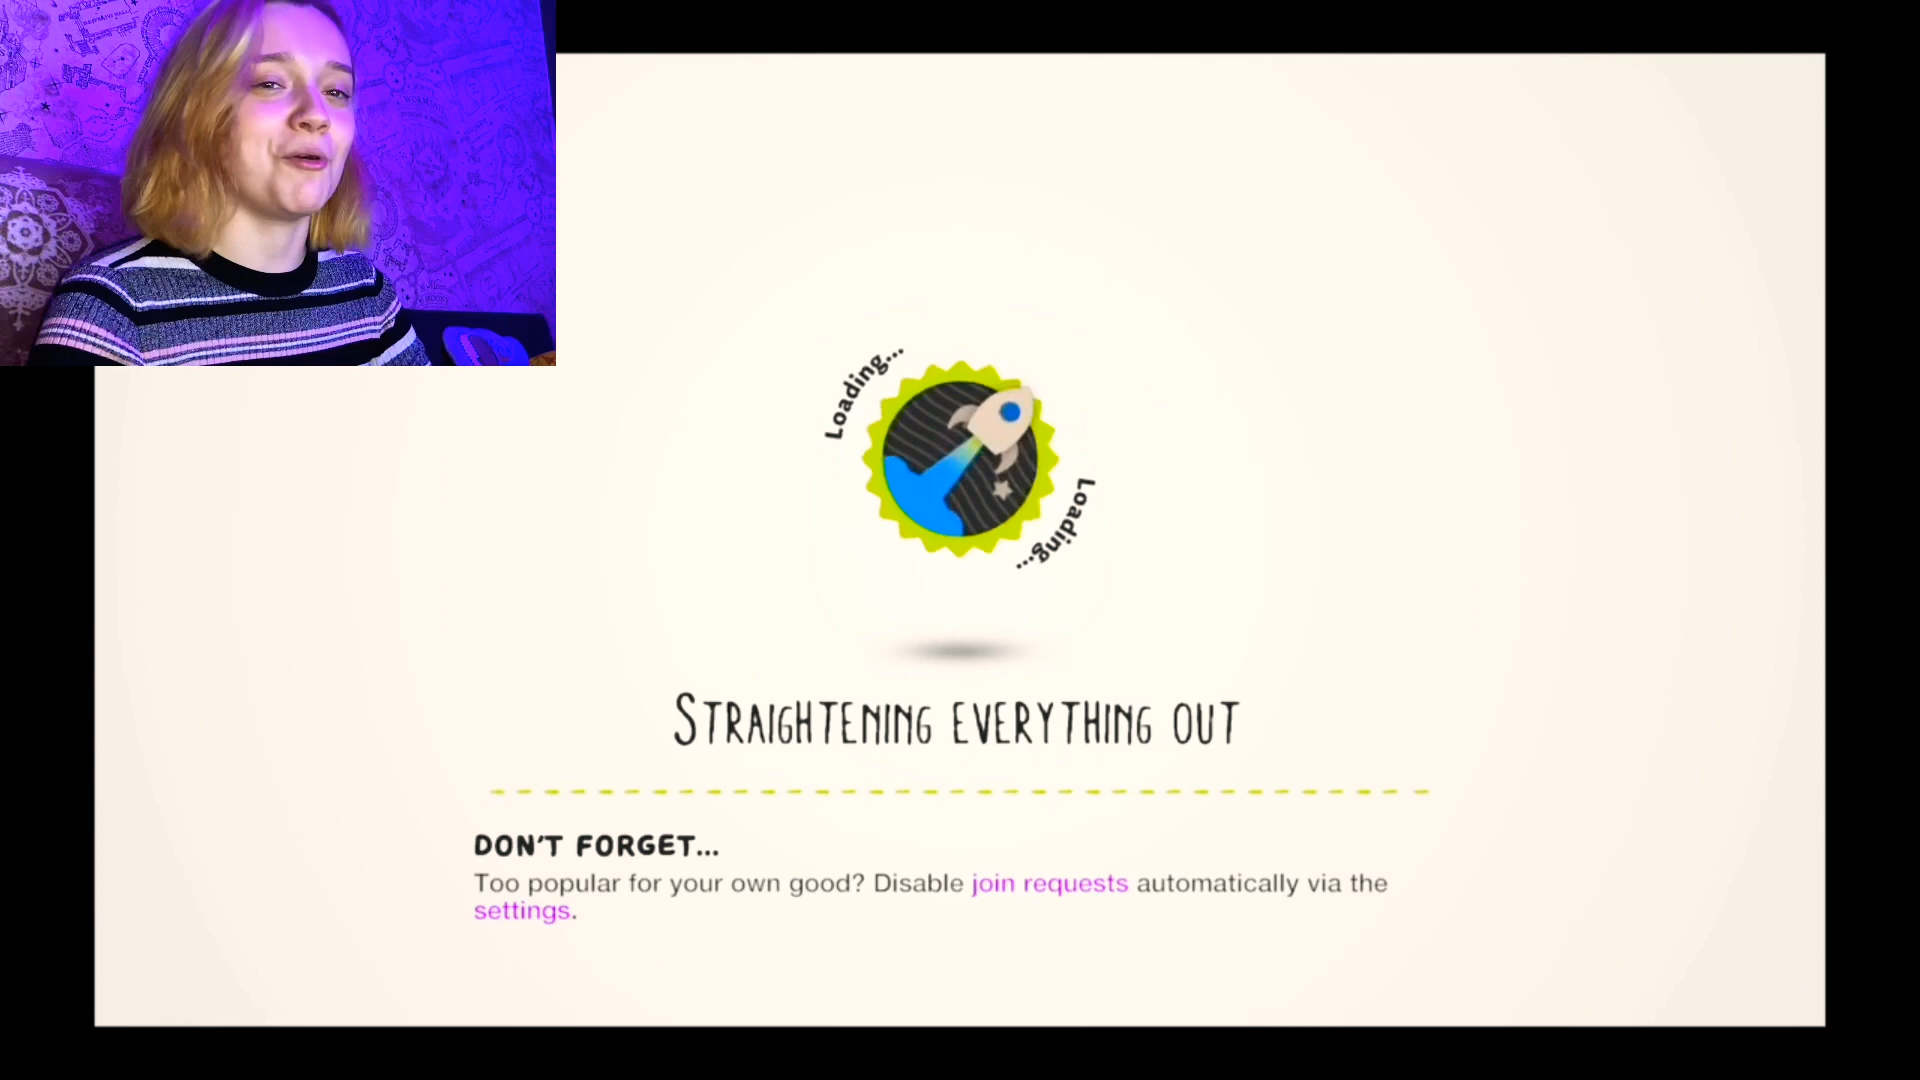 Loading...
Loading...
STRAIGHTENING EVERYTHING OUT
DON'T FORGET...
Too popular for your own good? Disable join requests automatically via the
settings.